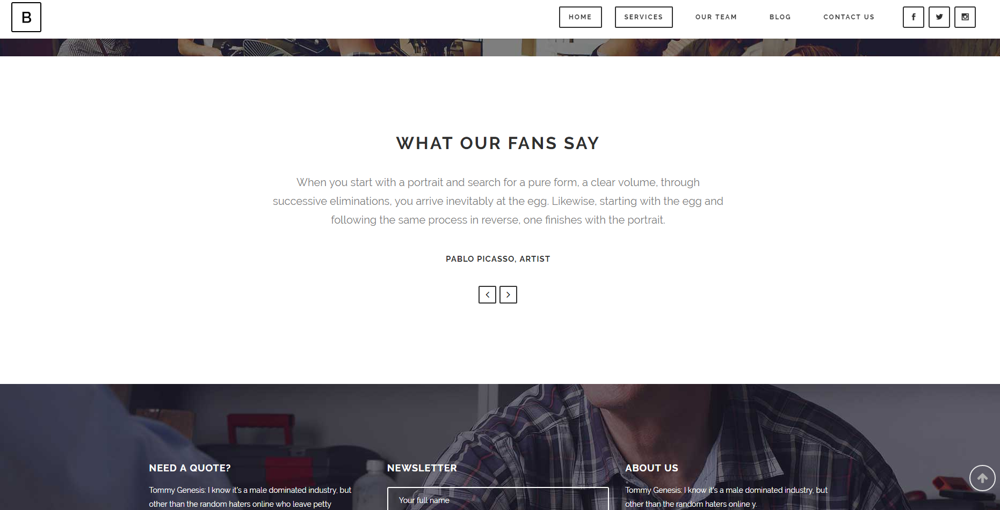 B
HOME SERVICES OUR TEAM BLOG CONTACT US
WHAT OUR FANS SAY
When you start with a portrait and search for a pure form, a clear volume, through
successive eliminations, you arrive inevitably at the egg. Likewise, starting with the egg and
following the same process in reverse, one finishes with the portrait.
PABLO PICASSO, ARTIST
NEED A QUOTE?
Tommy Genesis: I know it's a male dominated industry, but
other than the random haters online who leave petty
NEWSLETTER
Your full name
ABOUT US
Tommy Genesis: I know it's a male dominated industry, but
other than the random haters online y.